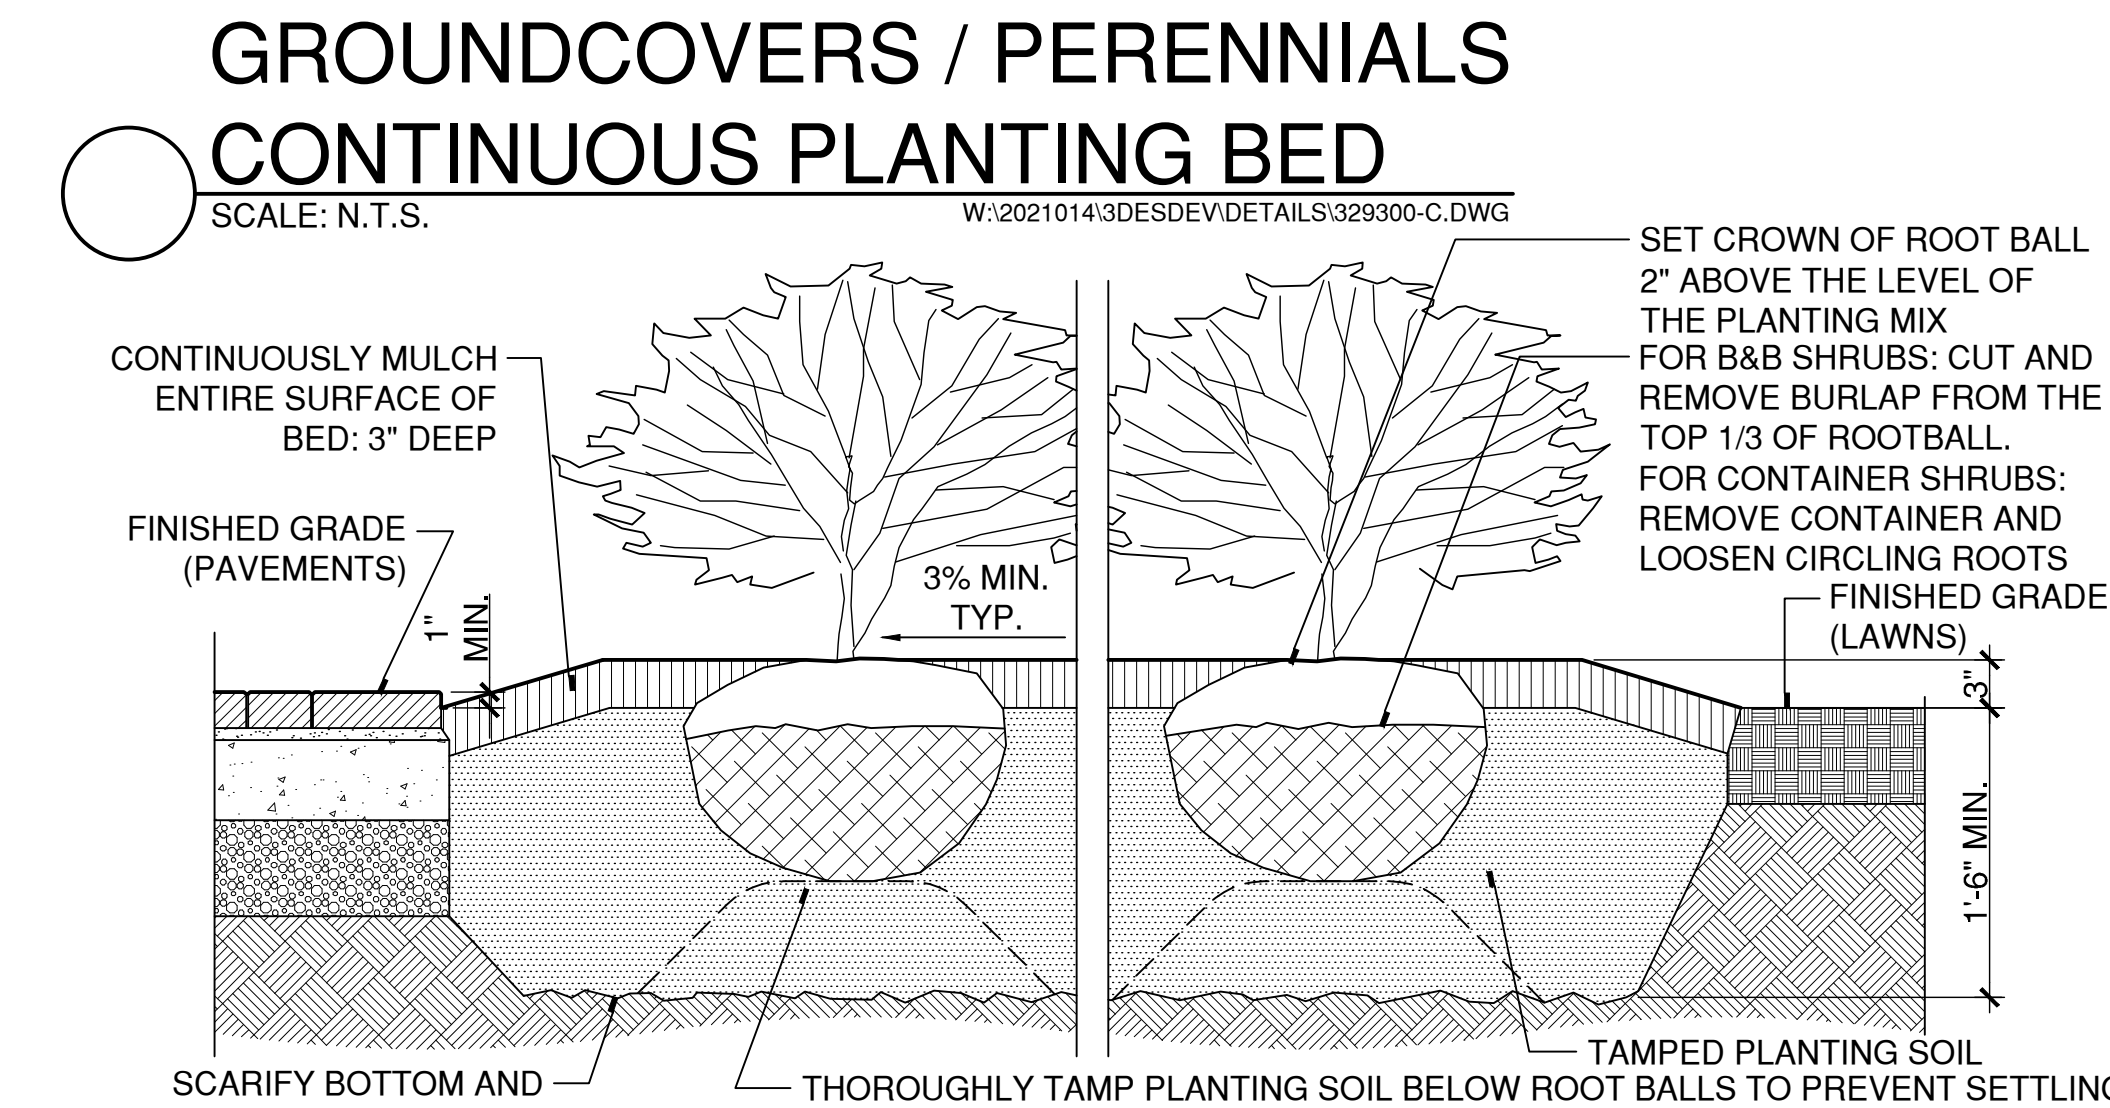 GROUNDCOVERS / PERENNIALS
CONTINUOUS PLANTING BED
SCALE: N.T.S.
W:\2021014\3DESDEV\DETAILS\329300-C.DWG
SET CROWN OF ROOT BALL
2" ABOVE THE LEVEL OF
THE PLANTING MIX
FOR B&B SHRUBS: CUT AND
REMOVE BURLAP FROM THE
TOP 1/3 OF ROOTBALL.
FOR CONTAINER SHRUBS:
REMOVE CONTAINER AND
LOOSEN CIRCLING ROOTS
CONTINUOUSLY MULCH
ENTIRE SURFACE OF
BED: 3" DEEP
FINISHED GRADE
(PAVEMENTS)
1"
MIN.
3% MIN.
TYP.
FINISHED GRADE
(LAWNS)
3"
1'-6" MIN.
TAMPED PLANTING SOIL
SCARIFY BOTTOM AND
THOROUGHLY TAMP PLANTING SOIL BELOW ROOT BALLS TO PREVENT SETTLING